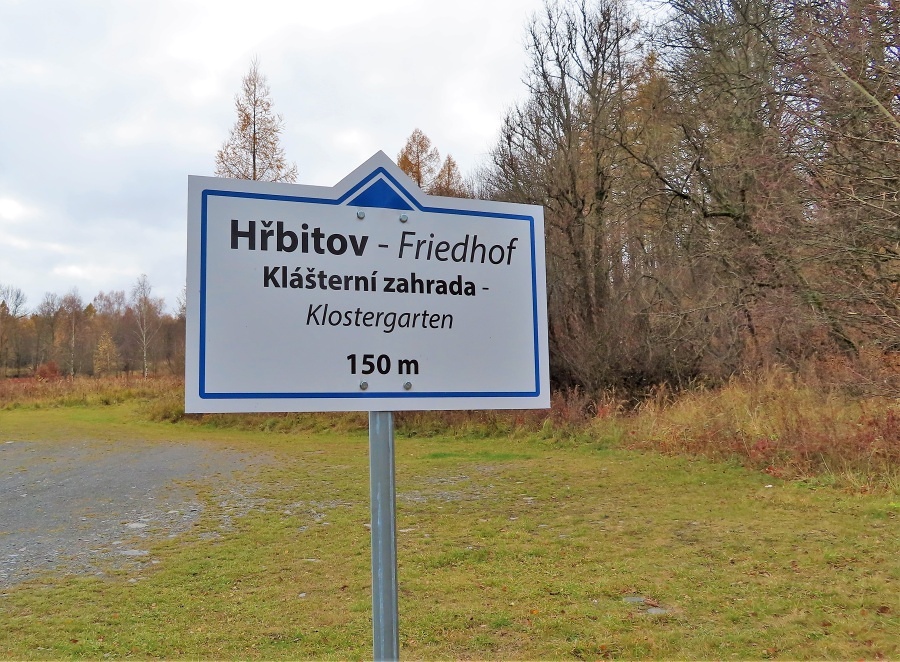 Hřbitov - Friedhof
Klášterní zahrada -
Klostergarten
150 m